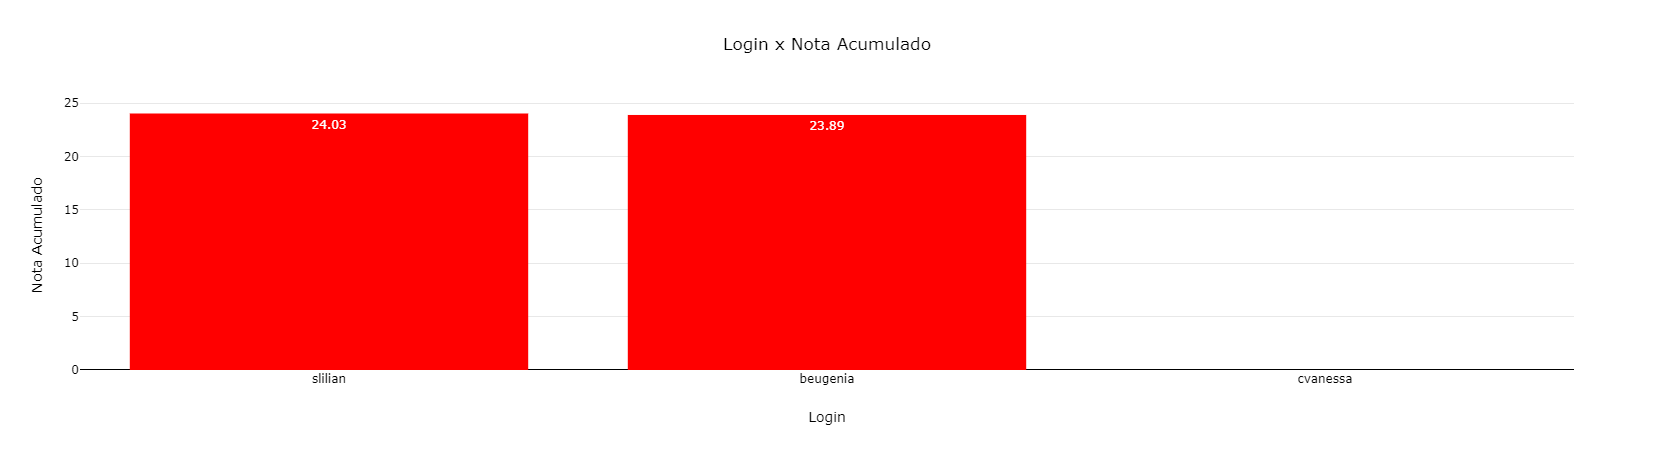 Login x Nota Acumulado
25
20
15
10
5
0
Nota Acumulado
24.03
23.89
slilian
beugenia
cvanessa
Login